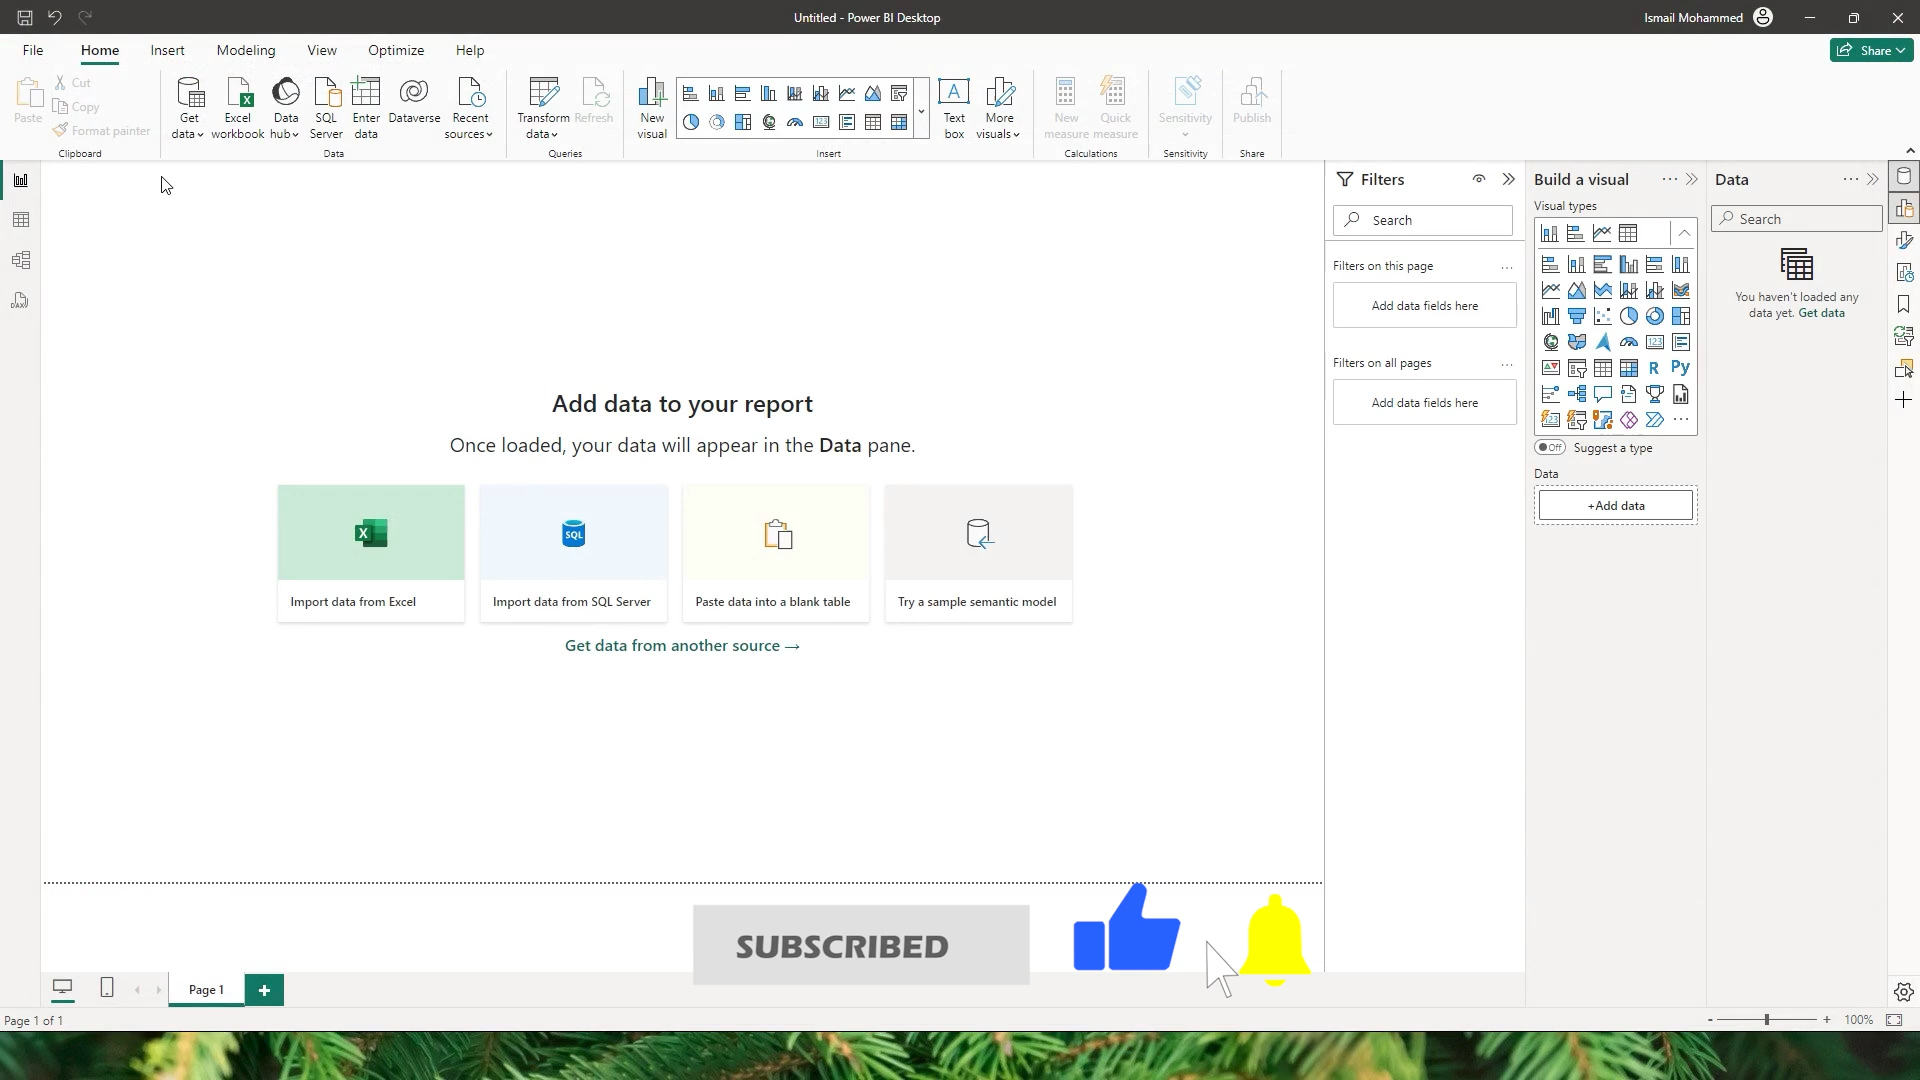 Untitled - Power BI Desktop
Ismail Mohammed
File Home Insert Modeling View Optimize Help
Share
Paste
Cut
Copy
Format painter
Clipboard
Get data
Excel workbook
Data hub
SQL Server
Enter data
Dataverse
Recent sources
Data
Transform data
Refresh
Queries
New visual
Text box
More visuals
Insert
New measure
Quick measure
Calculations
Sensitivity
Sensitivity
Publish
Share
DAX
Add data to your report
Once loaded, your data will appear in the Data pane.
X
SQL
Import data from Excel
Import data from SQL Server
Paste data into a blank table
Try a sample semantic model
Get data from another source →
Filters
Search
Filters on this page
...
Add data fields here
Filters on all pages
...
Add data fields here
Build a visual
Visual types
123
R
Py
123
Off
Suggest a type
Data
+Add data
Data
Search
You haven't loaded any
data yet. Get data
SUBSCRIBED
Page 1
+
Page 1 of 1
- + 100%